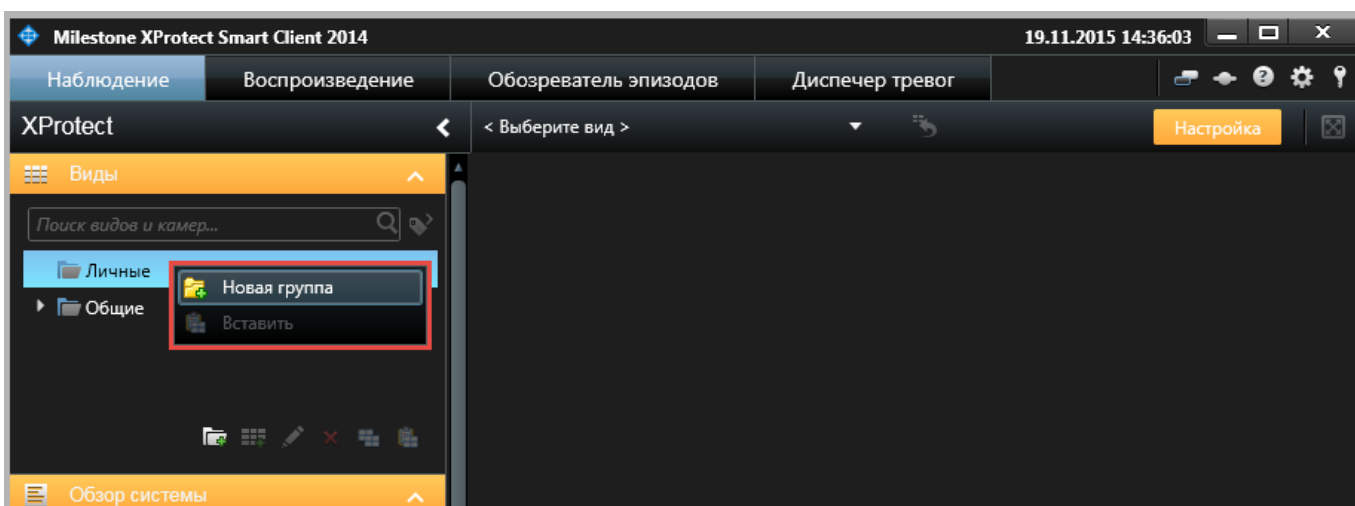 Milestone XProtect Smart Client 2014 19.11.2015 14:36:03
Наблюдение Воспроизведение Обозреватель эпизодов Диспечер тревог
XProtect < Выберите вид > Настройка
Виды
Поиск видов и камер...
Личные
Новая группа
Общие
Вставить
Обзор системы